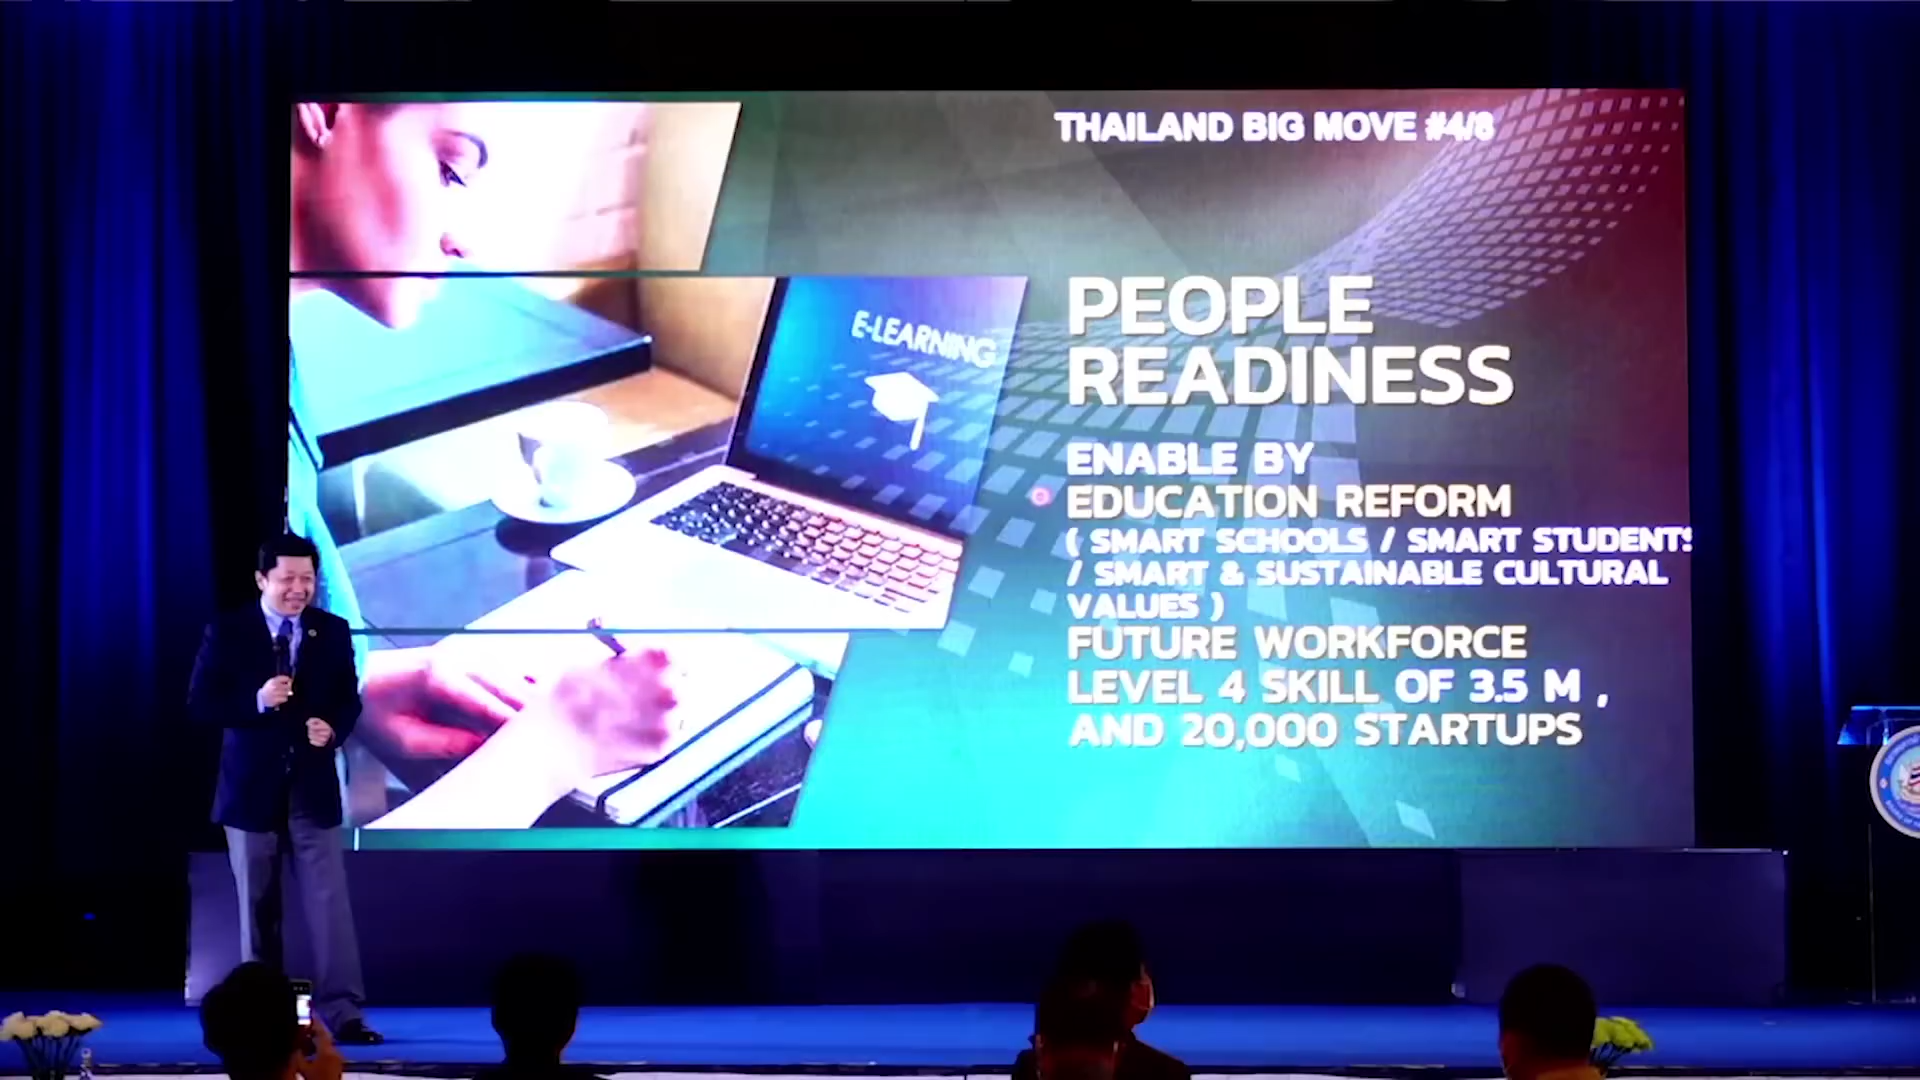 THAILAND BIG MOVE #4/8
PEOPLE
READINESS
E-LEARNING
ENABLE BY
EDUCATION REFORM
( SMART SCHOOLS / SMART STUDENTS
/ SMART & SUSTAINABLE CULTURAL
VALUES )
FUTURE WORKFORCE
LEVEL 4 SKILL OF 3.5 M ,
AND 20,000 STARTUPS